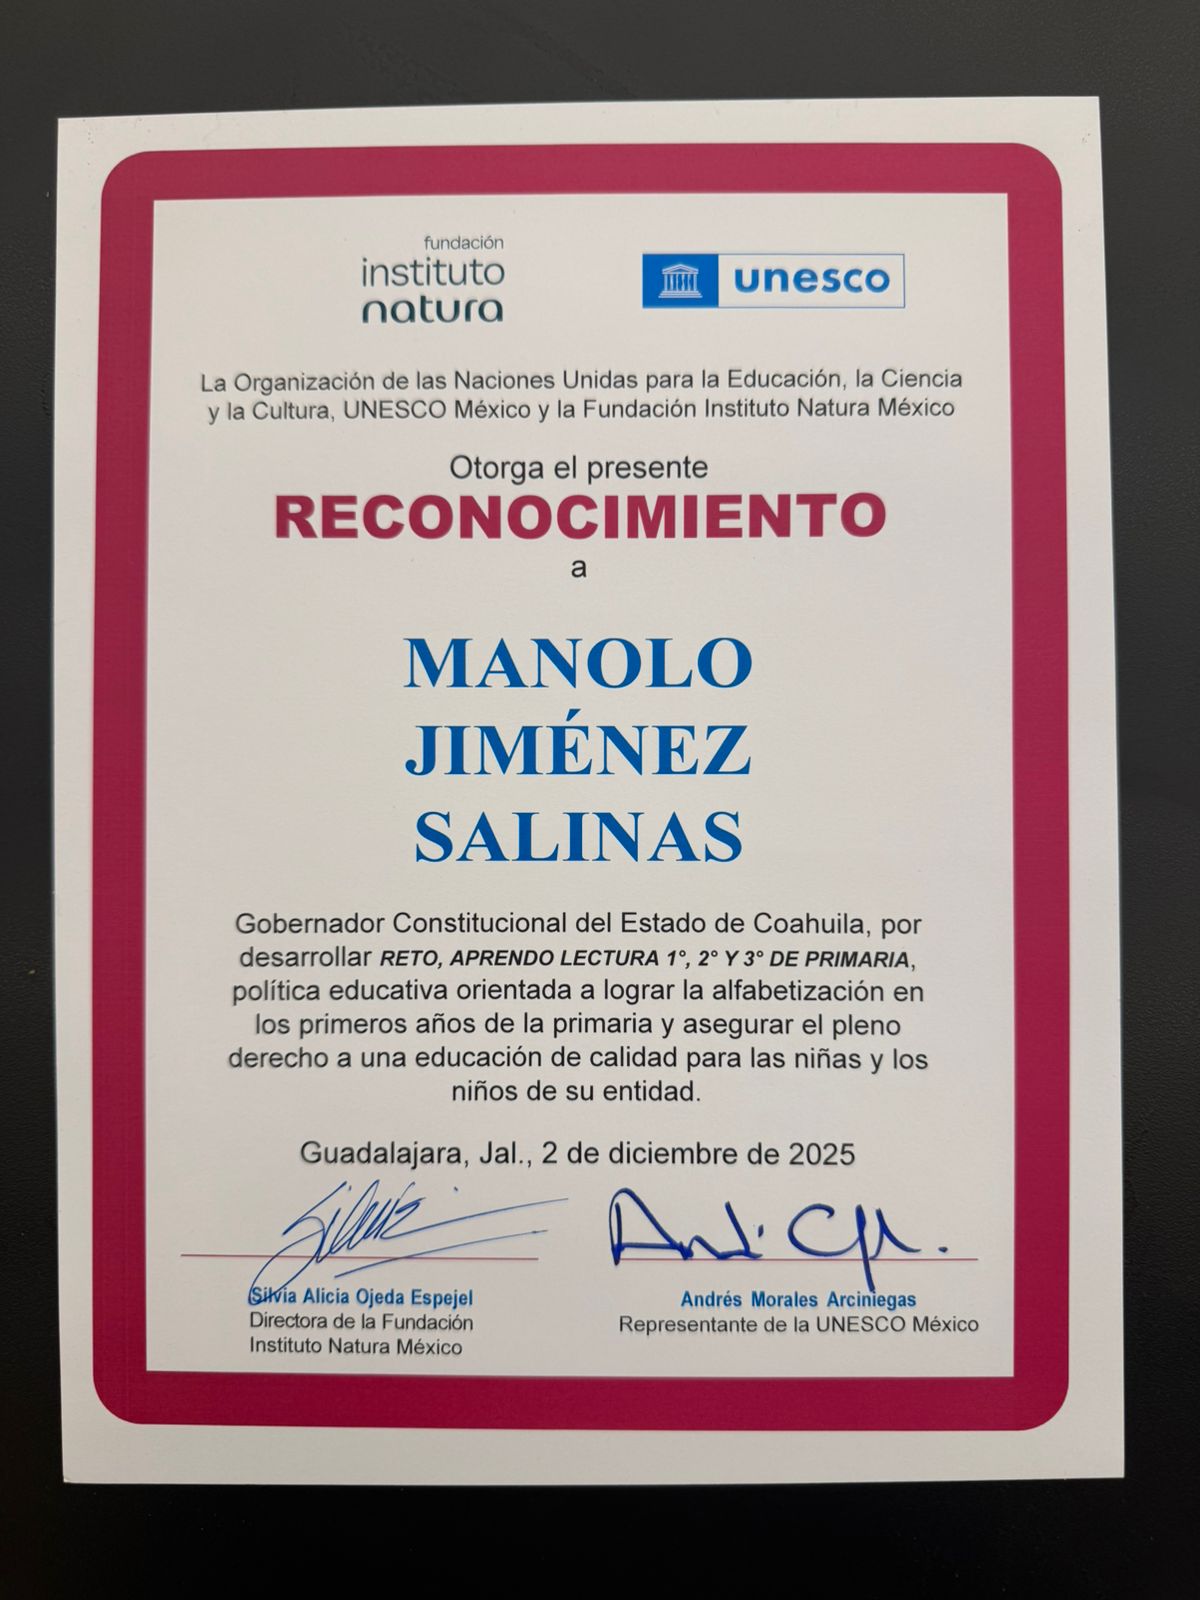 fundación
instituto
natura
unesco
La Organización de las Naciones Unidas para la Educación, la Ciencia
y la Cultura, UNESCO México y la Fundación Instituto Natura México
Otorga el presente
RECONOCIMIENTO
a
MANOLO
JIMÉNEZ
SALINAS
Gobernador Constitucional del Estado de Coahuila, por
desarrollar RETO, APRENDO LECTURA 1°, 2° Y 3° DE PRIMARIA,
política educativa orientada a lograr la alfabetización en
los primeros años de la primaria y asegurar el pleno
derecho a una educación de calidad para las niñas y los
niños de su entidad.
Guadalajara, Jal., 2 de diciembre de 2025
Silvia Alicia Ojeda Espejel
Directora de la Fundación
Instituto Natura México
Andrés Morales Arciniegas
Representante de la UNESCO México